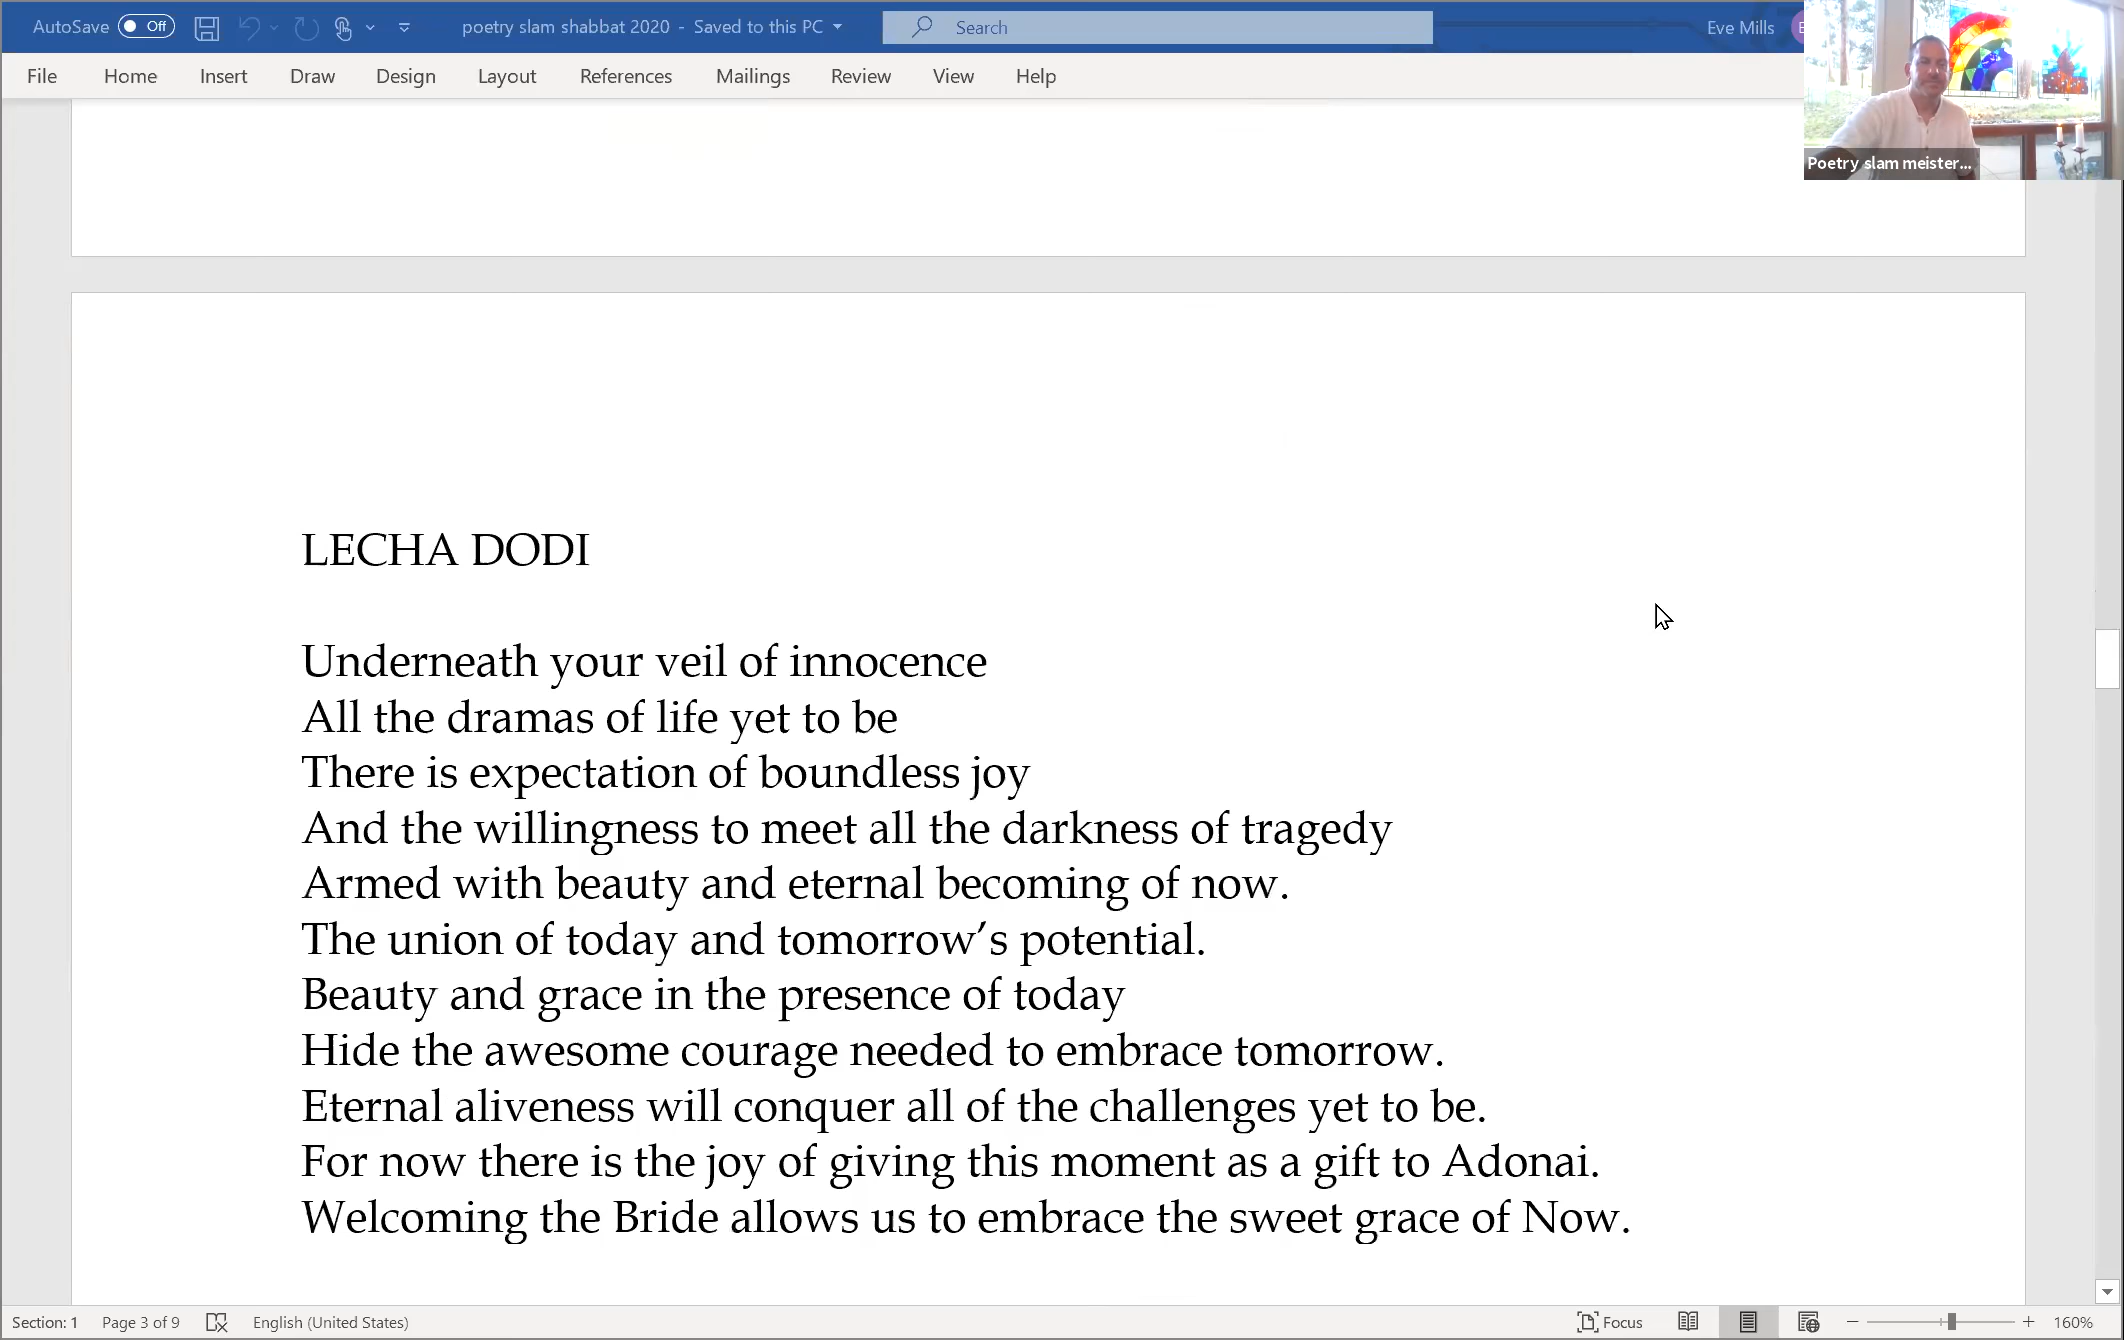 AutoSave Off poetry slam shabbat 2020 - Saved to this PC Search Eve Mills
File Home Insert Draw Design Layout References Mailings Review View Help
Poetry slam meister...
LECHA DODI
Underneath your veil of innocence
All the dramas of life yet to be
There is expectation of boundless joy
And the willingness to meet all the darkness of tragedy
Armed with beauty and eternal becoming of now.
The union of today and tomorrow’s potential.
Beauty and grace in the presence of today
Hide the awesome courage needed to embrace tomorrow.
Eternal aliveness will conquer all of the challenges yet to be.
For now there is the joy of giving this moment as a gift to Adonai.
Welcoming the Bride allows us to embrace the sweet grace of Now.
Section: 1 Page 3 of 9 English (United States) Focus 160%